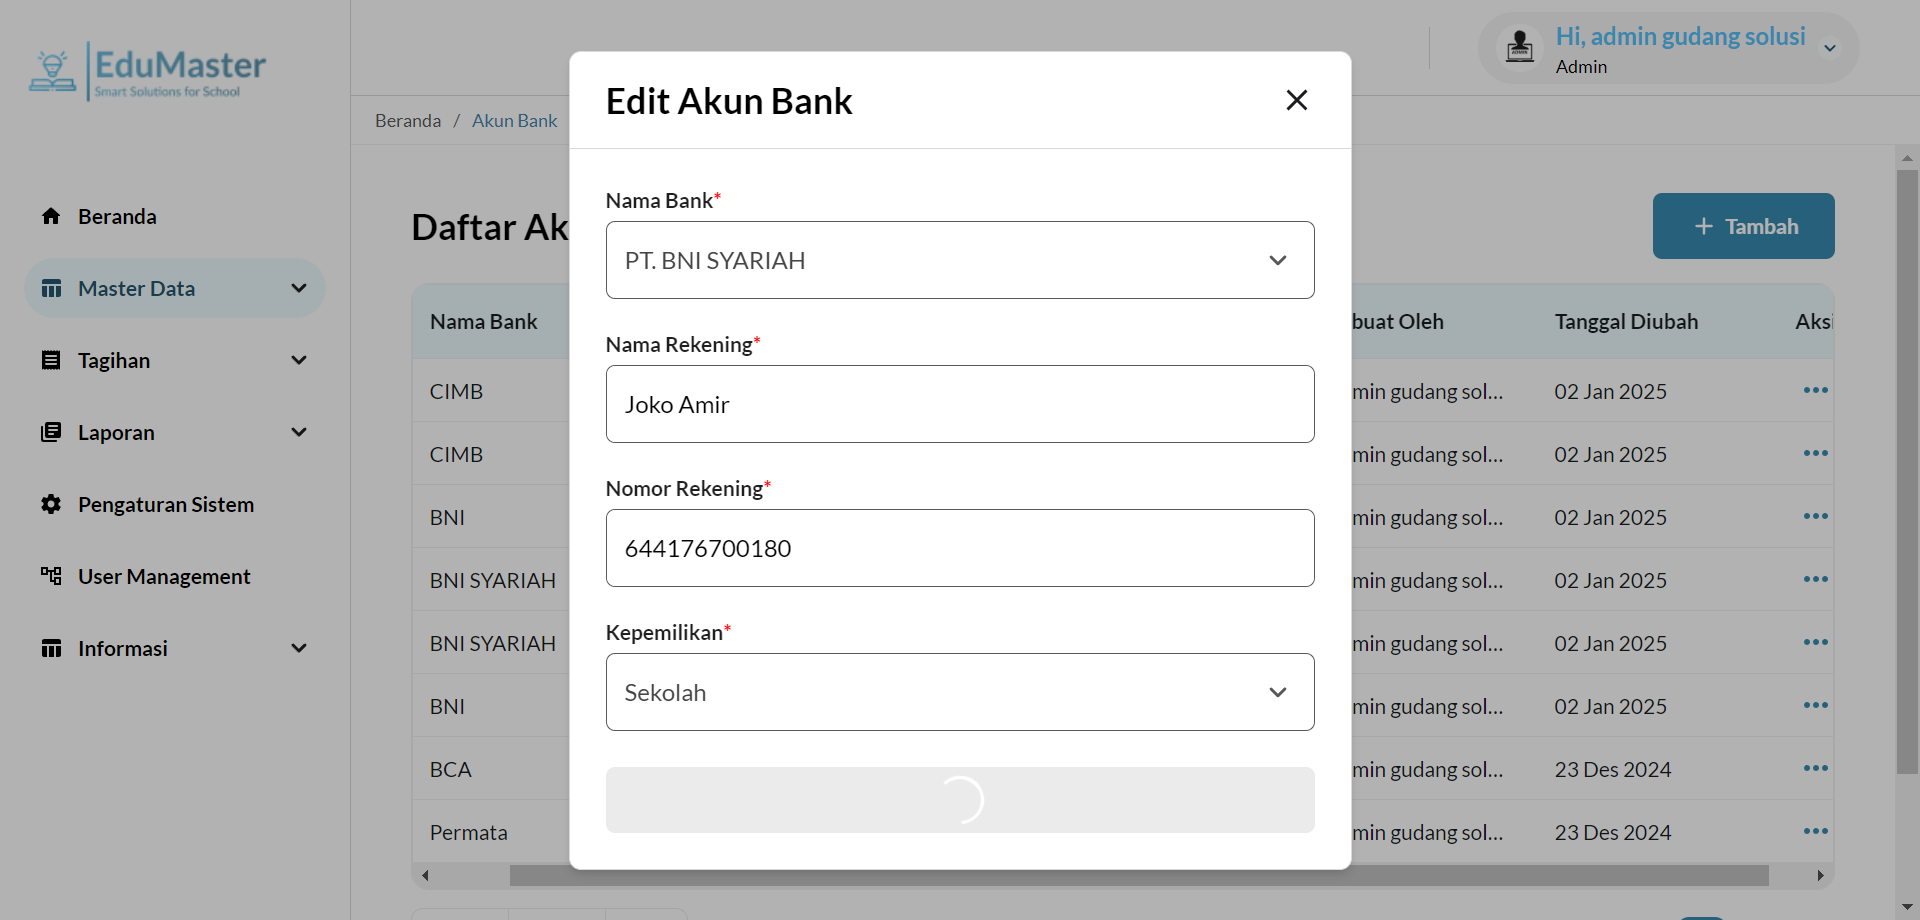 EduMaster
Smart Solutions for School
Hi, admin gudang solusi
Admin
Beranda / Akun Bank
Beranda
Master Data
Tagihan
Laporan
Pengaturan Sistem
User Management
Informasi
Daftar Ak
+ Tambah
Nama Bank buat Oleh Tanggal Diubah Aksi
CIMB min gudang sol... 02 Jan 2025
CIMB min gudang sol... 02 Jan 2025
BNI min gudang sol... 02 Jan 2025
BNI SYARIAH min gudang sol... 02 Jan 2025
BNI SYARIAH min gudang sol... 02 Jan 2025
BNI min gudang sol... 02 Jan 2025
BCA min gudang sol... 23 Des 2024
Permata min gudang sol... 23 Des 2024
Edit Akun Bank
Nama Bank*
PT. BNI SYARIAH
Nama Rekening*
Joko Amir
Nomor Rekening*
644176700180
Kepemilikan*
Sekolah